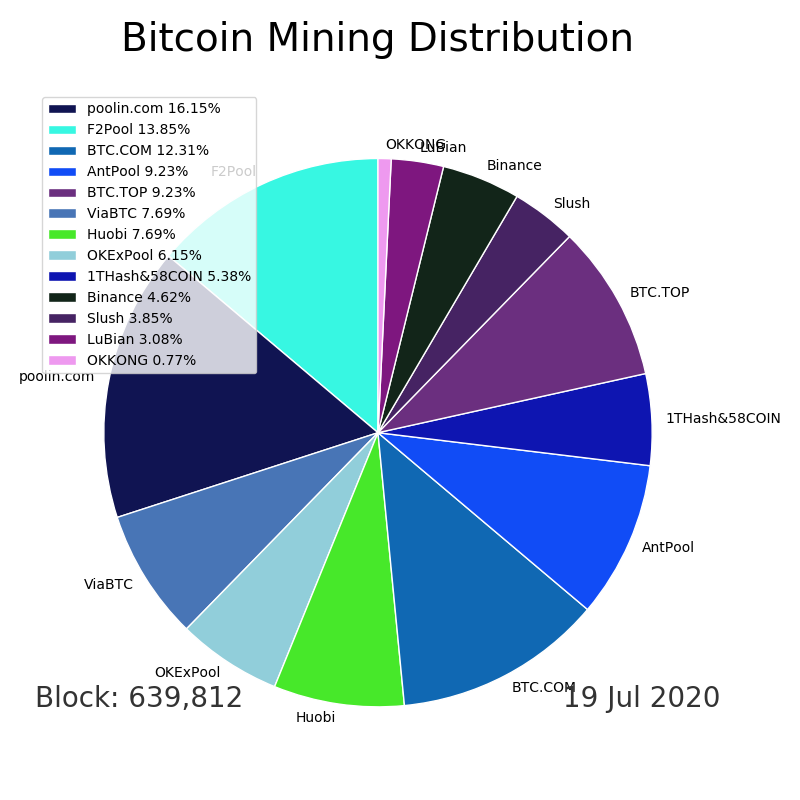 Bitcoin Mining Distribution
poolin.com 16.15%
F2Pool 13.85%
BTC.COM 12.31%
AntPool 9.23%
BTC.TOP 9.23%
ViaBTC 7.69%
Huobi 7.69%
OKExPool 6.15%
1THash&58COIN 5.38%
Binance 4.62%
Slush 3.85%
LuBian 3.08%
OKKONG 0.77%
OKKONG
LuBian
Binance
F2Pool
Slush
BTC.TOP
poolin.com
1THash&58COIN
AntPool
ViaBTC
OKExPool
BTC.COM
Huobi
Block: 639,812
19 Jul 2020